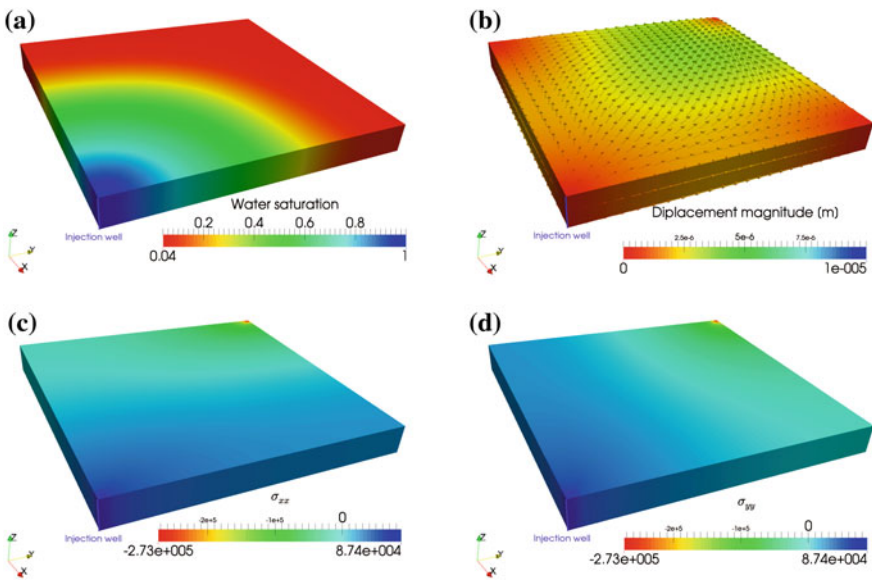 (a)
Water saturation
0.2 0.4 0.6 0.8
0.04 1
Injection well
Z
Y
X
(b)
Diplacement magnitude (m)
2.5e-6 5e-6 7.5e-6
0 1e-005
Injection well
Z
Y
X
(c)
σxx
-2e+5 -1e+5 0
-2.73e+005 8.74e+004
Injection well
Z
Y
X
(d)
σyy
-2e+5 -1e+5 0
-2.73e+005 8.74e+004
Injection well
Z
Y
X